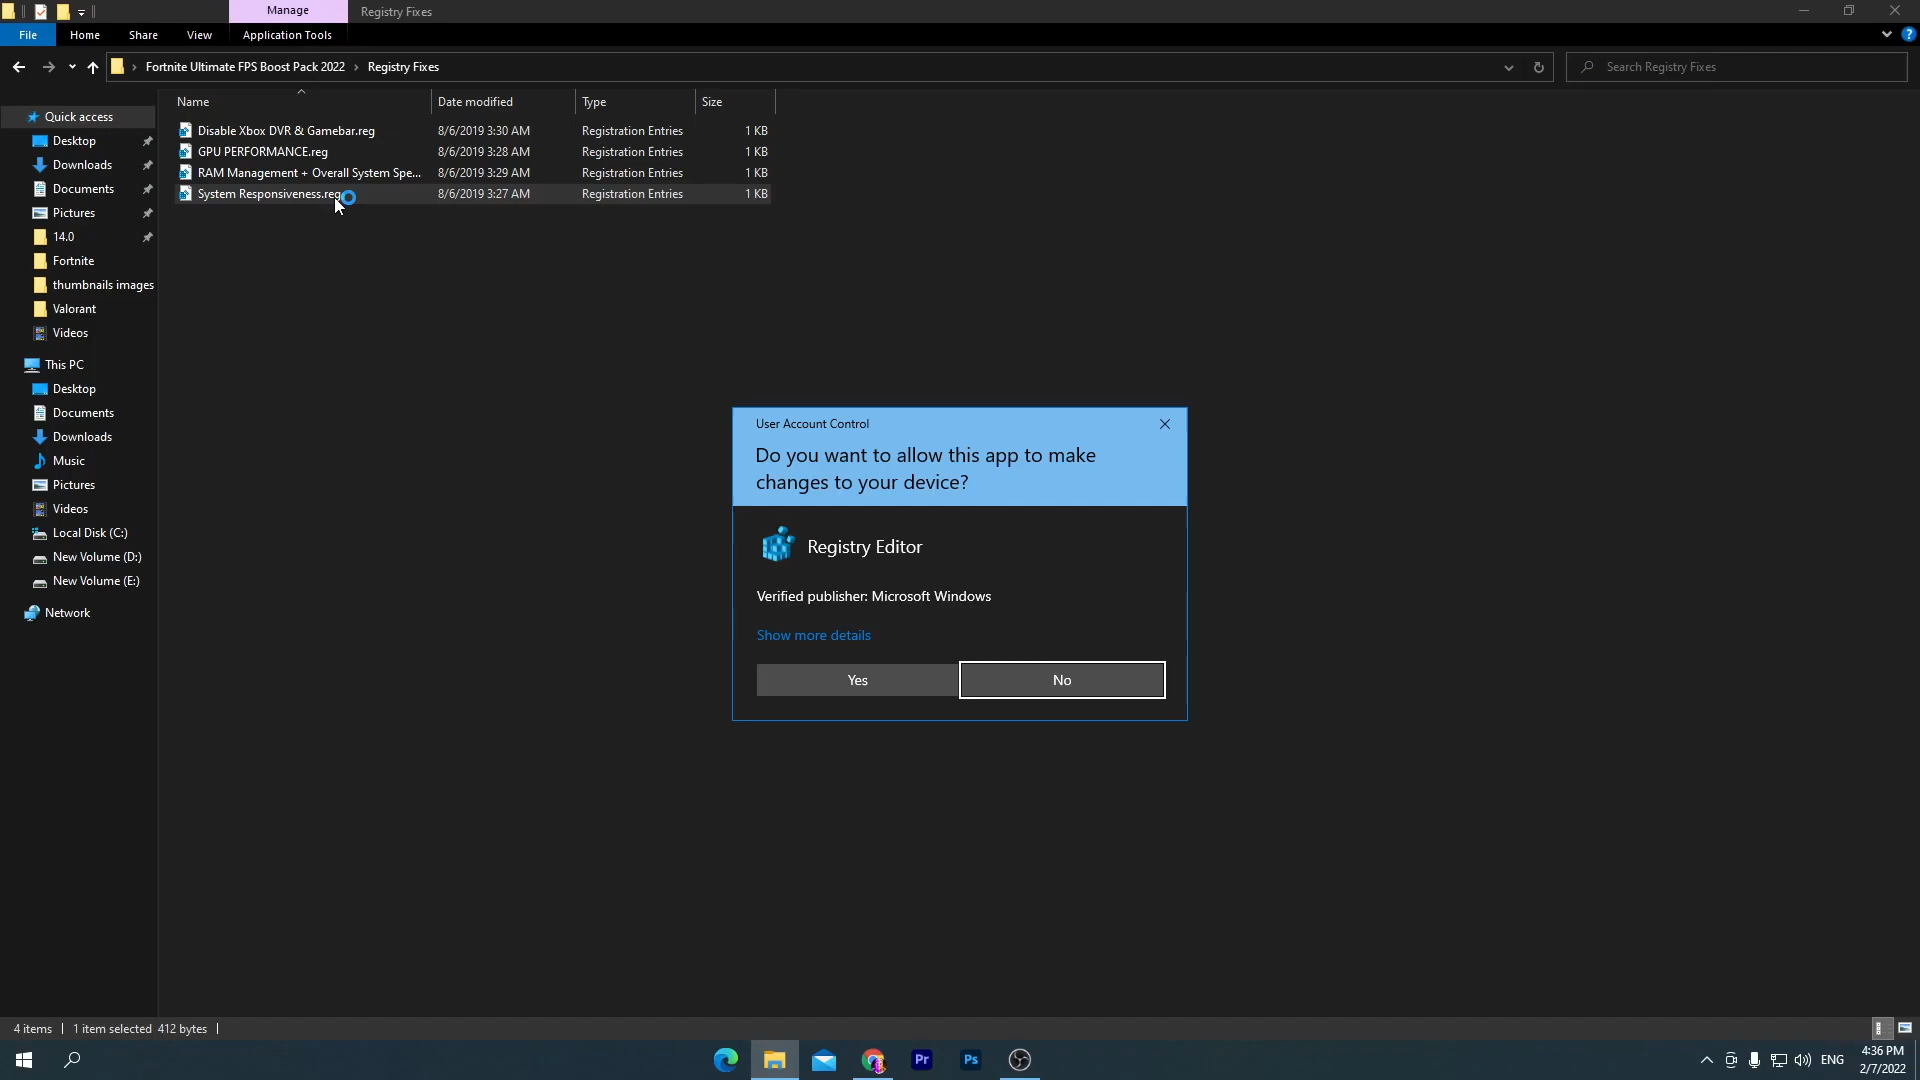 Manage
Registry Fixes
File
Home
Share
View
Application Tools
Fortnite Ultimate FPS Boost Pack 2022
Registry Fixes
Search Registry Fixes
Name
Date modified
Type
Size
Disable Xbox DVR & Gamebar.reg 8/6/2019 3:30 AM Registration Entries 1 KB
GPU PERFORMANCE.reg 8/6/2019 3:28 AM Registration Entries 1 KB
RAM Management + Overall System Spe... 8/6/2019 3:29 AM Registration Entries 1 KB
System Responsiveness.reg 8/6/2019 3:27 AM Registration Entries 1 KB
Quick access
Desktop
Downloads
Documents
Pictures
14.0
Fortnite
thumbnails images
Valorant
Videos
This PC
Desktop
Documents
Downloads
Music
Pictures
Videos
Local Disk (C:)
New Volume (D:)
New Volume (E:)
Network
User Account Control
Do you want to allow this app to make
changes to your device?
Registry Editor
Verified publisher: Microsoft Windows
Show more details
Yes
No
4 items
1 item selected 412 bytes
Pr
Ps
ENG
4:36 PM
2/7/2022